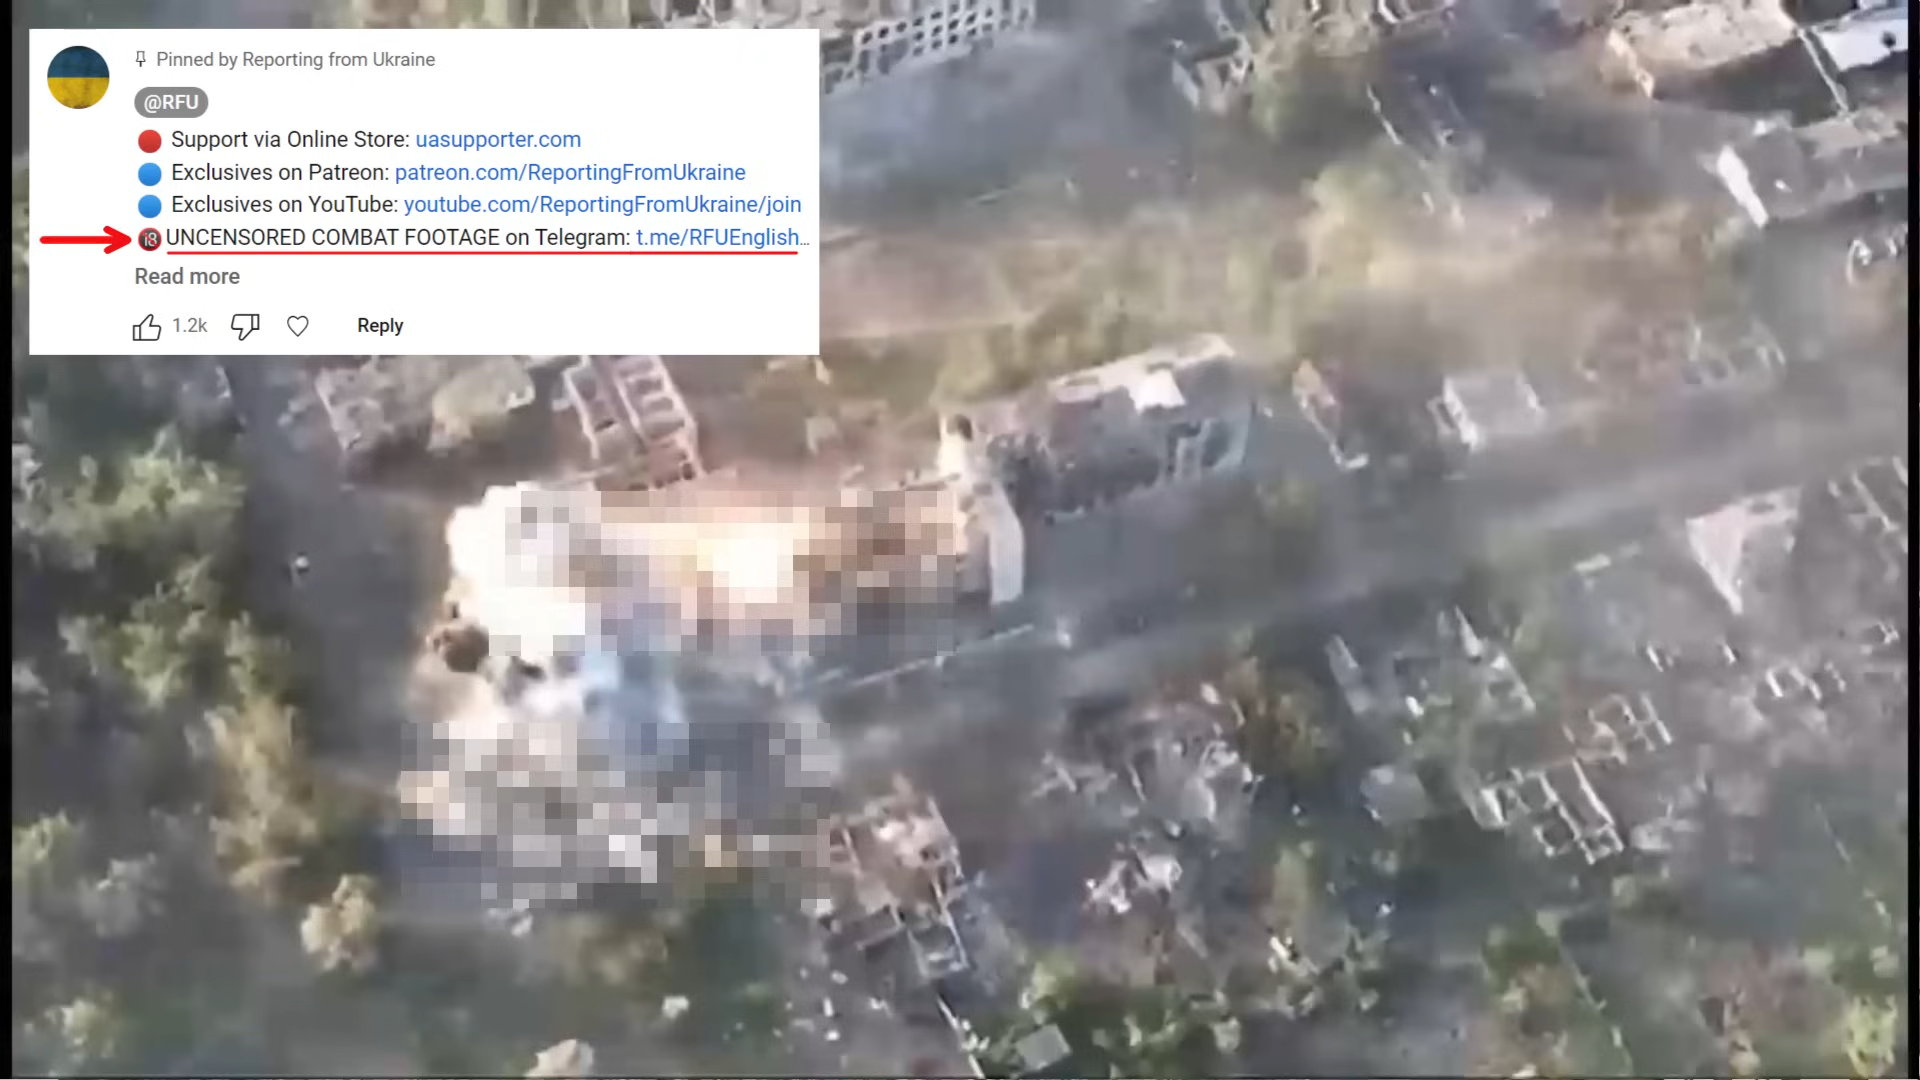 Pinned by Reporting from Ukraine
@RFU
Support via Online Store: uasupporter.com
Exclusives on Patreon: patreon.com/ReportingFromUkraine
Exclusives on YouTube: youtube.com/ReportingFromUkraine/join
18 UNCENSORED COMBAT FOOTAGE on Telegram: t.me/RFUEnglish...
Read more
1.2k Reply